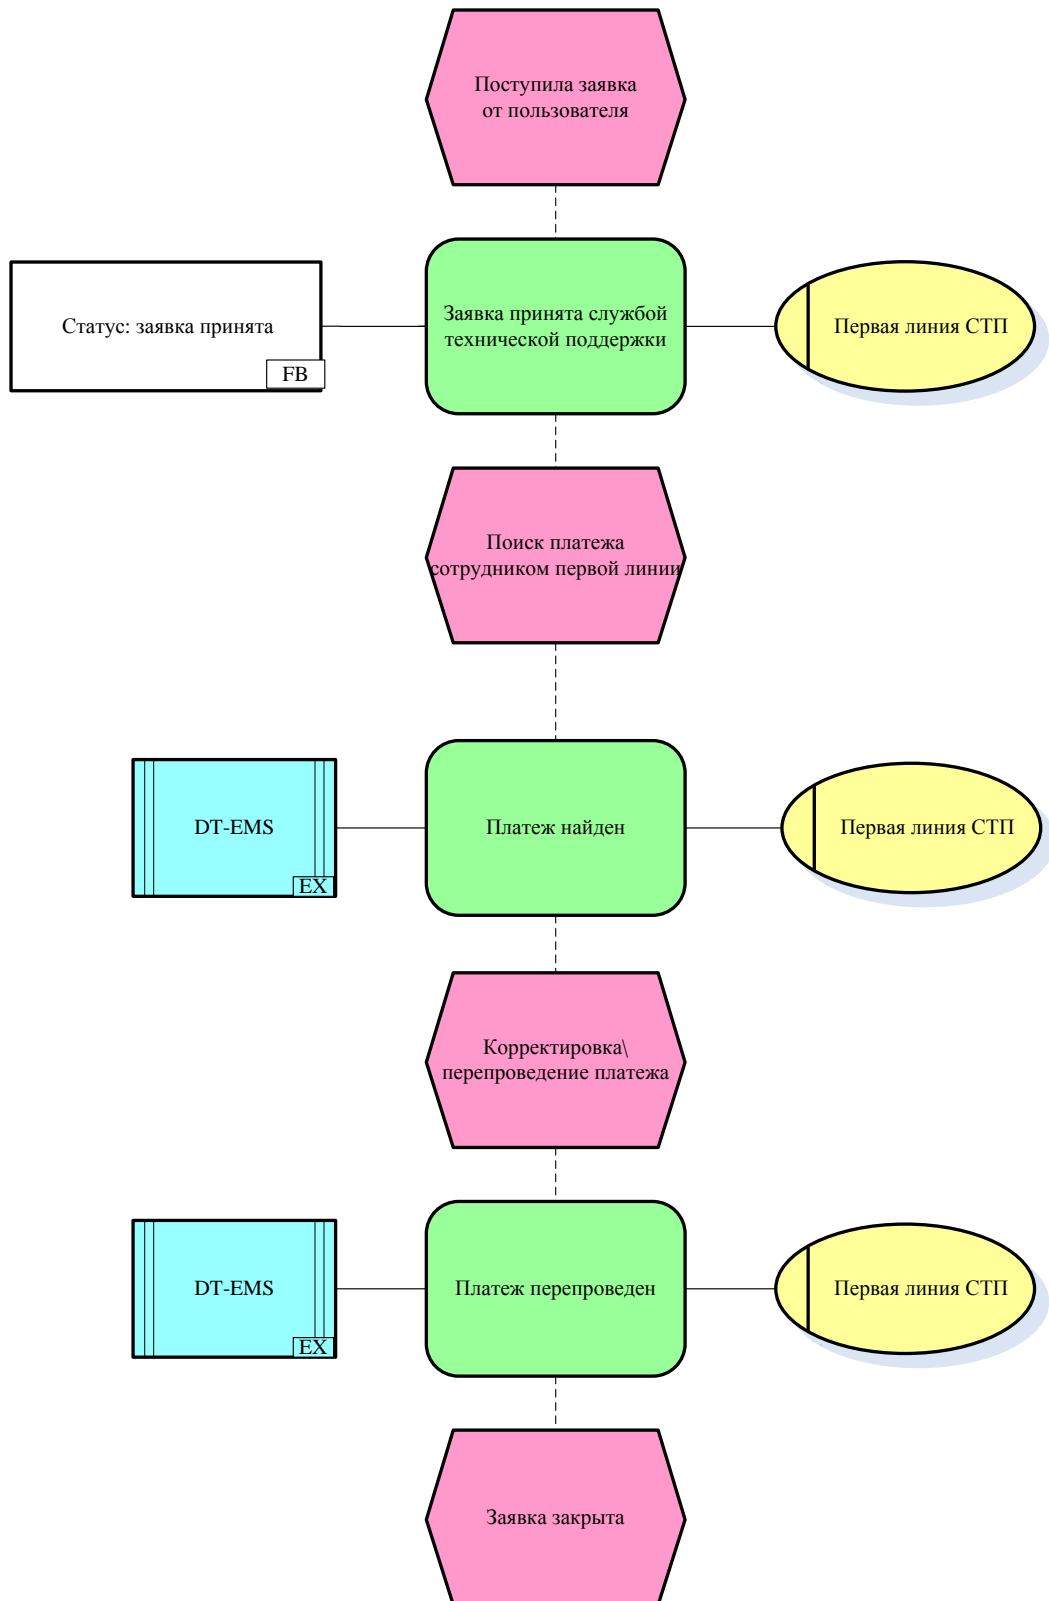 Поступила заявка
от пользователя
Статус: заявка принята
FB
Заявка принята службой
технической поддержки
Первая линия СТП
Поиск платежа
сотрудником первой линии
DT-EMS
EX
Платеж найден
Первая линия СТП
Корректировка\
перепроведение платежа
DT-EMS
EX
Платеж перепроведен
Первая линия СТП
Заявка закрыта